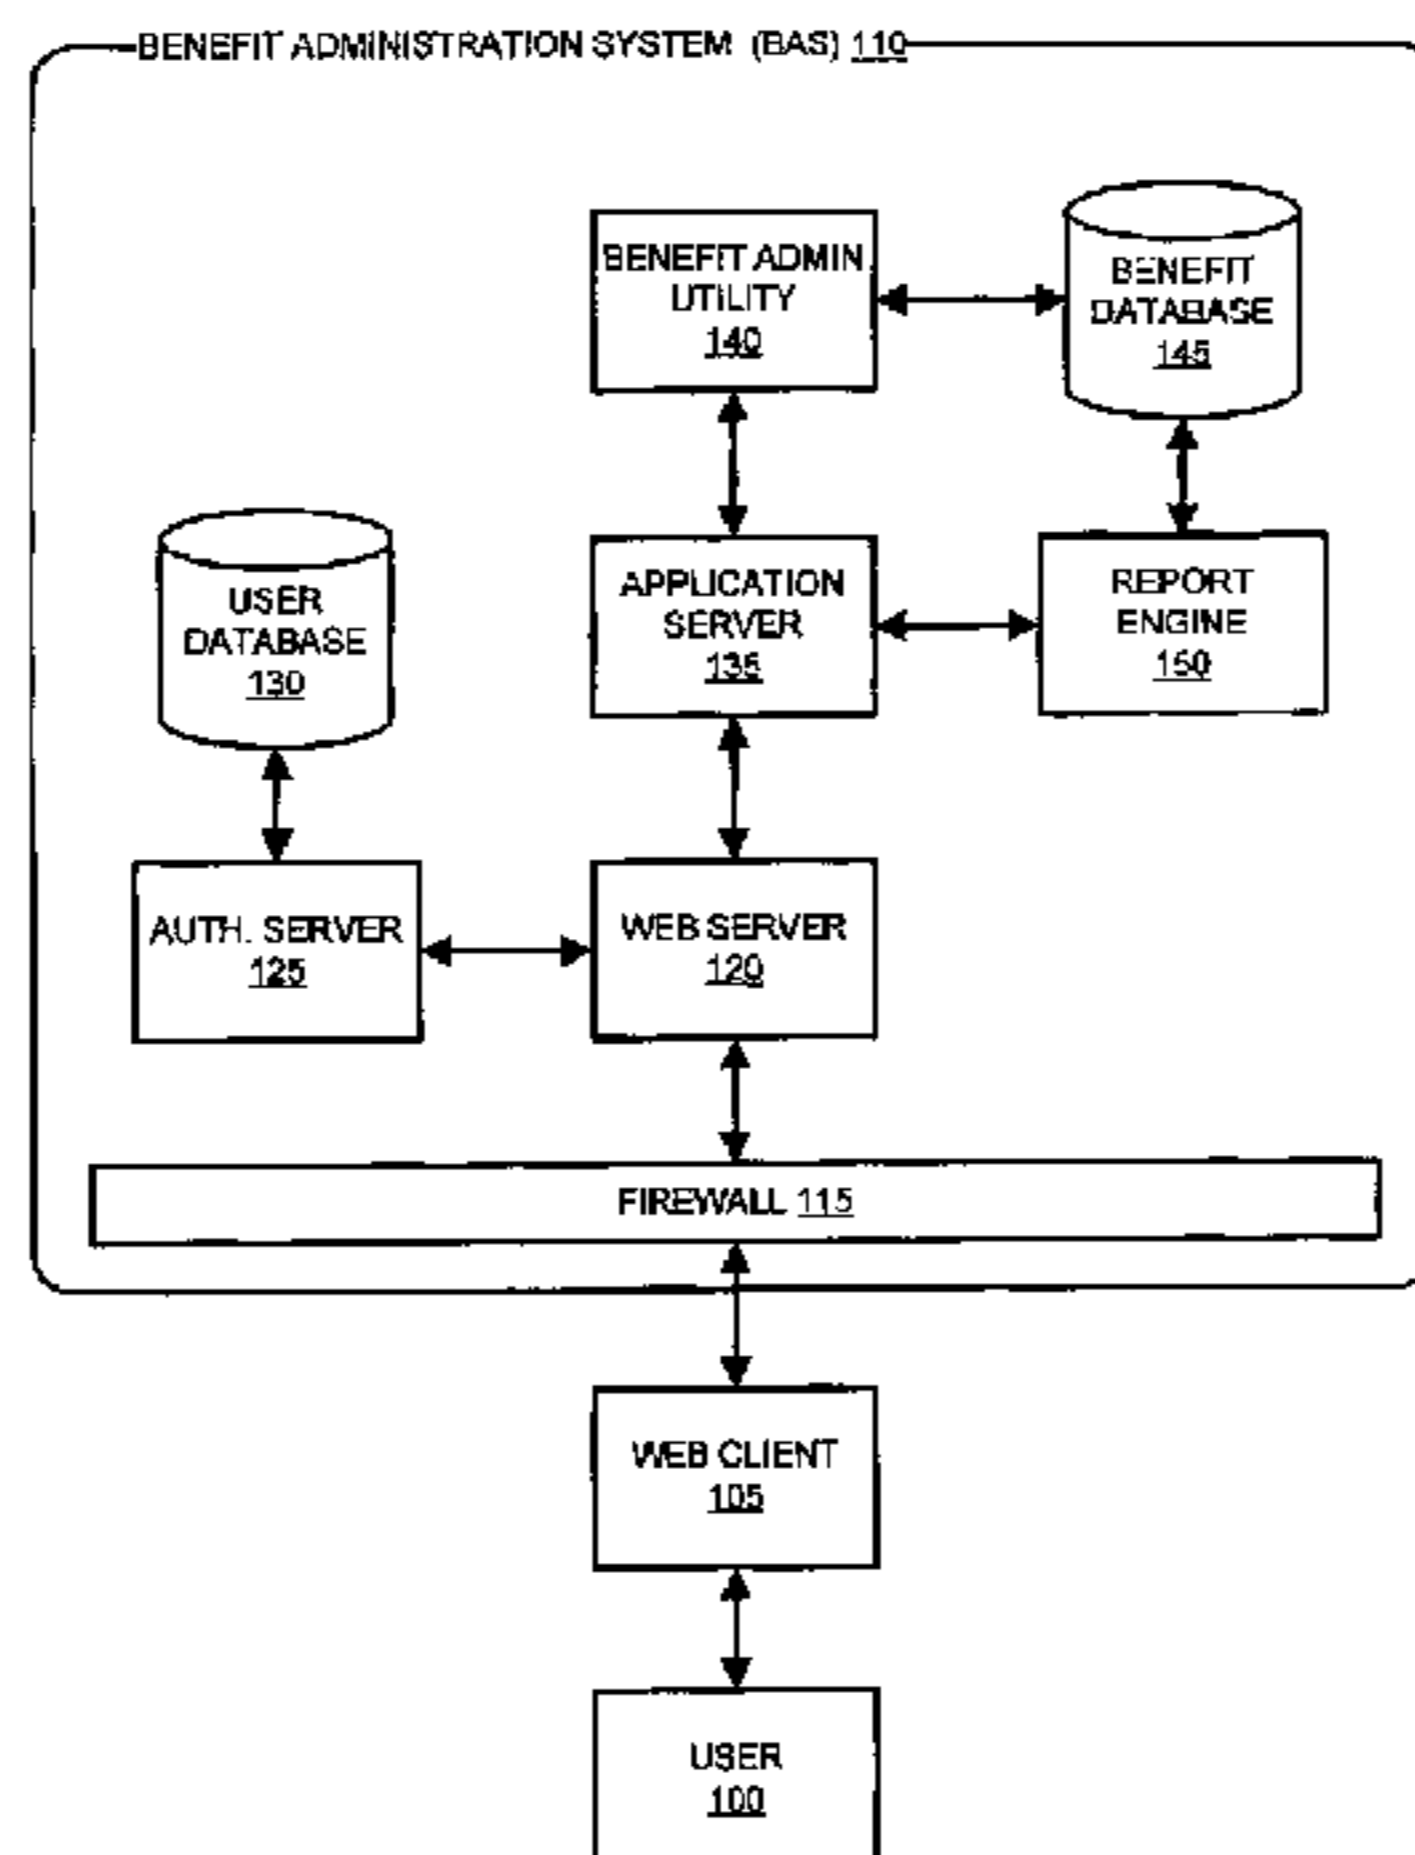 BENEFIT ADMINISTRATION SYSTEM (BAS) 110
BENEFIT ADMIN
UTILITY
140
BENEFIT
DATABASE
145
USER
DATABASE
130
APPLICATION
SERVER
135
REPORT
ENGINE
150
AUTH. SERVER
125
WEB SERVER
120
FIREWALL 115
WEB CLIENT
105
USER
100